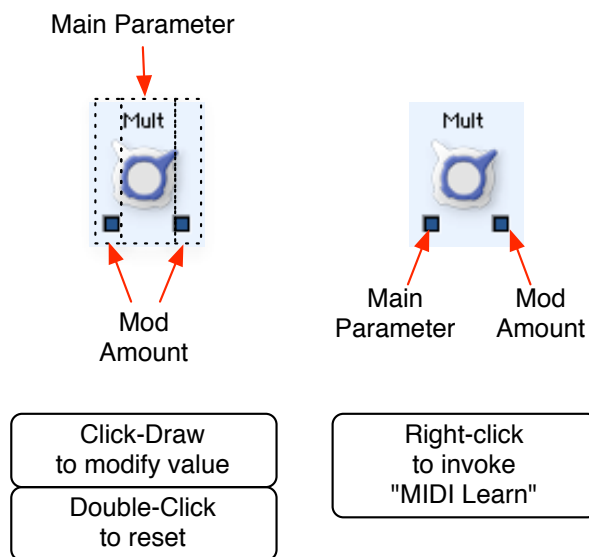 Main Parameter
Mult
Mod
Amount
Click-Draw
to modify value
Double-Click
to reset
Mult
Main
Parameter
Mod
Amount
Right-click
to invoke
"MIDI Learn"